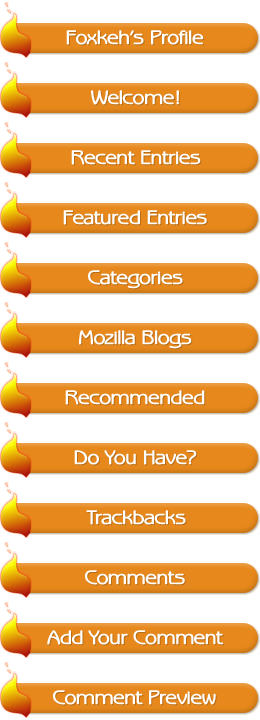 Foxkeh's Profile
Welcome!
Recent Entries
Featured Entries
Categories
Mozilla Blogs
Recommended
Do You Have?
Trackbacks
Comments
Add Your Comment
Comment Preview